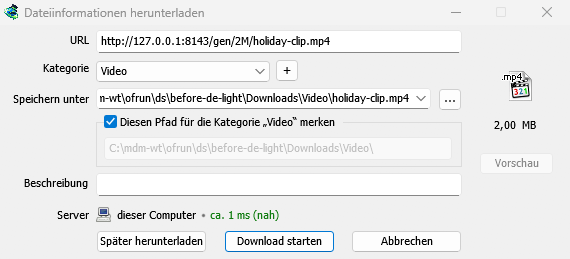 Dateiinformationen herunterladen
URL http://127.0.0.1:8143/gen/2M/holiday-clip.mp4
Kategorie Video +
Speichern unter m-wt\ofrun\ds\before-de-light\Downloads\Video\holiday-clip.mp4 ...
.mp4
321
Diesen Pfad für die Kategorie „Video“ merken
2,00 MB
C:\mdm-wt\ofrun\ds\before-de-light\Downloads\Video\
Vorschau
Beschreibung
Server dieser Computer • ca. 1 ms (nah)
Später herunterladen Download starten Abbrechen